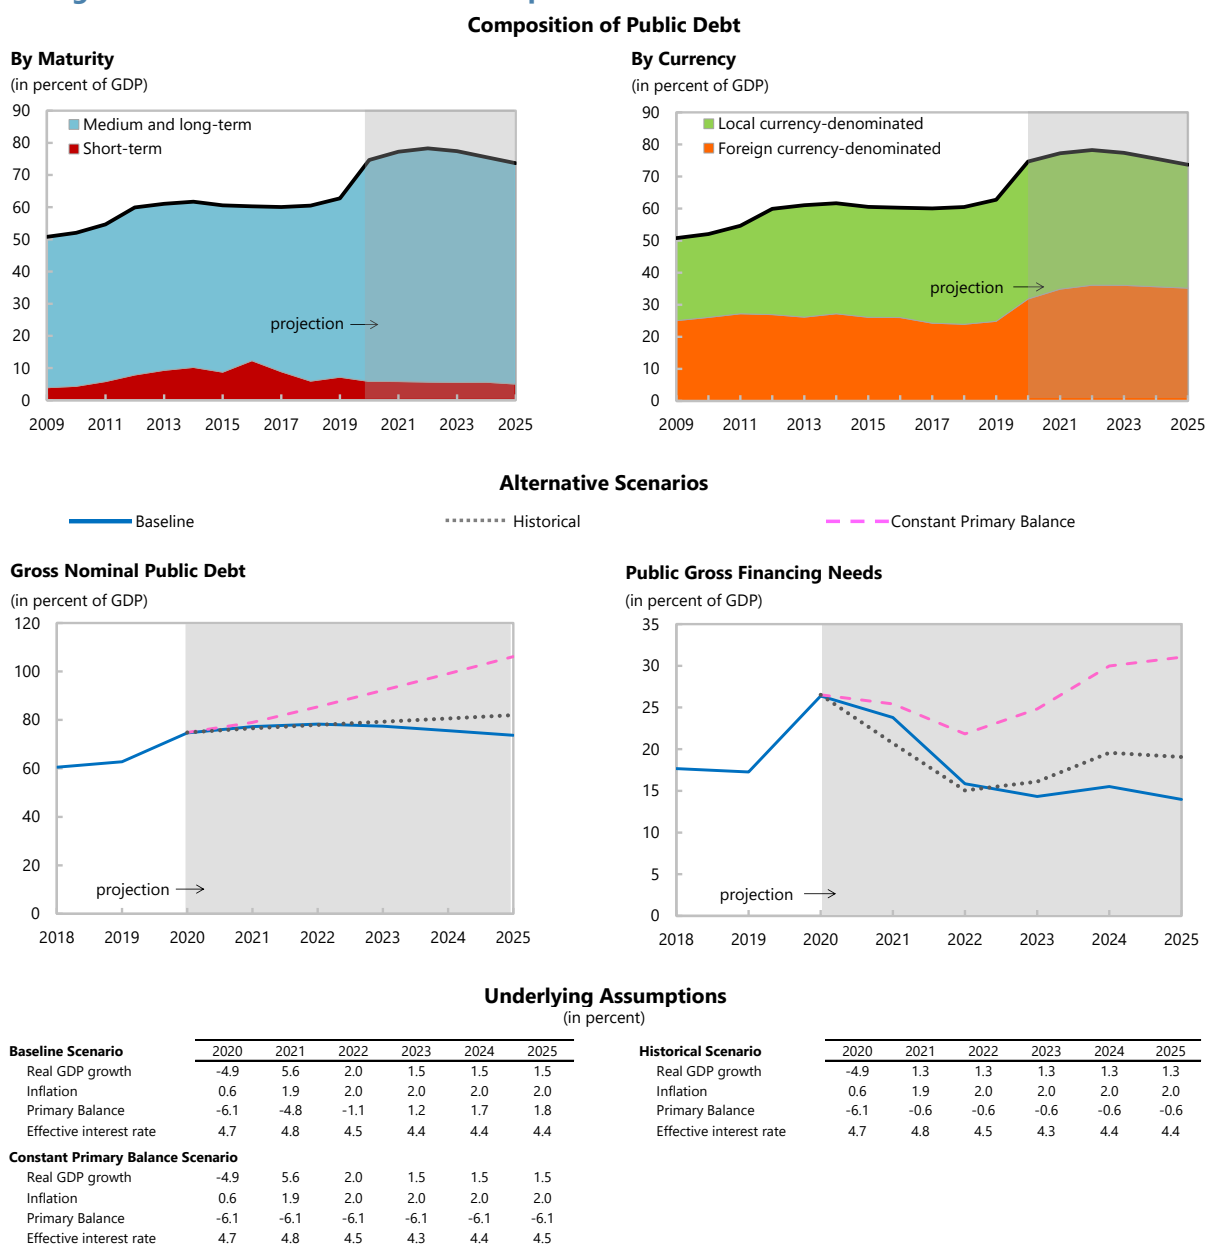 Composition of Public Debt
By Maturity
(in percent of GDP)
90
80
70
60
50
40
30
20
10
0
Medium and long-term
Short-term
projection
2009 2011 2013 2015 2017 2019 2021 2023 2025
By Currency
(in percent of GDP)
90
80
70
60
50
40
30
20
10
0
Local currency-denominated
Foreign currency-denominated
projection
2009 2011 2013 2015 2017 2019 2021 2023 2025
Alternative Scenarios
Baseline Historical Constant Primary Balance
Gross Nominal Public Debt
(in percent of GDP)
120
100
80
60
40
20
0
projection
2018 2019 2020 2021 2022 2023 2024 2025
Public Gross Financing Needs
(in percent of GDP)
35
30
25
20
15
10
5
0
projection
2018 2019 2020 2021 2022 2023 2024 2025
Underlying Assumptions
(in percent)
Baseline Scenario 2020 2021 2022 2023 2024 2025
Real GDP growth -4.9 5.6 2.0 1.5 1.5 1.5
Inflation 0.6 1.9 2.0 2.0 2.0 2.0
Primary Balance -6.1 -4.8 -1.1 1.2 1.7 1.8
Effective interest rate 4.7 4.8 4.5 4.4 4.4 4.4
Constant Primary Balance Scenario
Real GDP growth -4.9 5.6 2.0 1.5 1.5 1.5
Inflation 0.6 1.9 2.0 2.0 2.0 2.0
Primary Balance -6.1 -6.1 -6.1 -6.1 -6.1 -6.1
Effective interest rate 4.7 4.8 4.5 4.3 4.4 4.5
Historical Scenario 2020 2021 2022 2023 2024 2025
Real GDP growth -4.9 1.3 1.3 1.3 1.3 1.3
Inflation 0.6 1.9 2.0 2.0 2.0 2.0
Primary Balance -6.1 -0.6 -0.6 -0.6 -0.6 -0.6
Effective interest rate 4.7 4.8 4.5 4.3 4.4 4.4